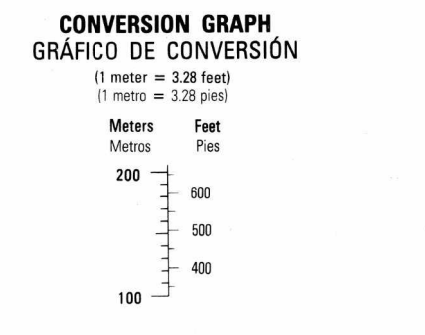 CONVERSION GRAPH
GRÁFICO DE CONVERSIÓN
(1 meter = 3.28 feet)
(1 metro = 3.28 pies)
Meters Feet
Metros Pies
200
600
500
400
100